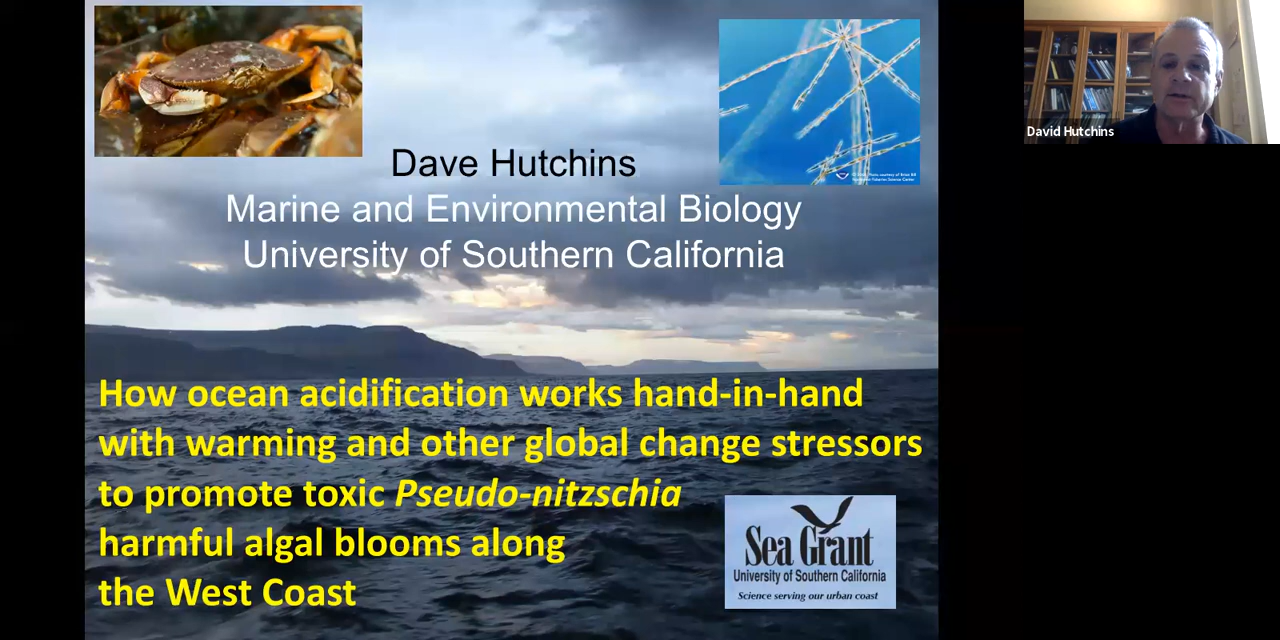 Dave Hutchins
Marine and Environmental Biology
University of Southern California
David Hutchins
How ocean acidification works hand-in-hand
with warming and other global change stressors
to promote toxic Pseudo-nitzschia
harmful algal blooms along
the West Coast
Sea Grant
University of Southern California
Science serving our urban coast